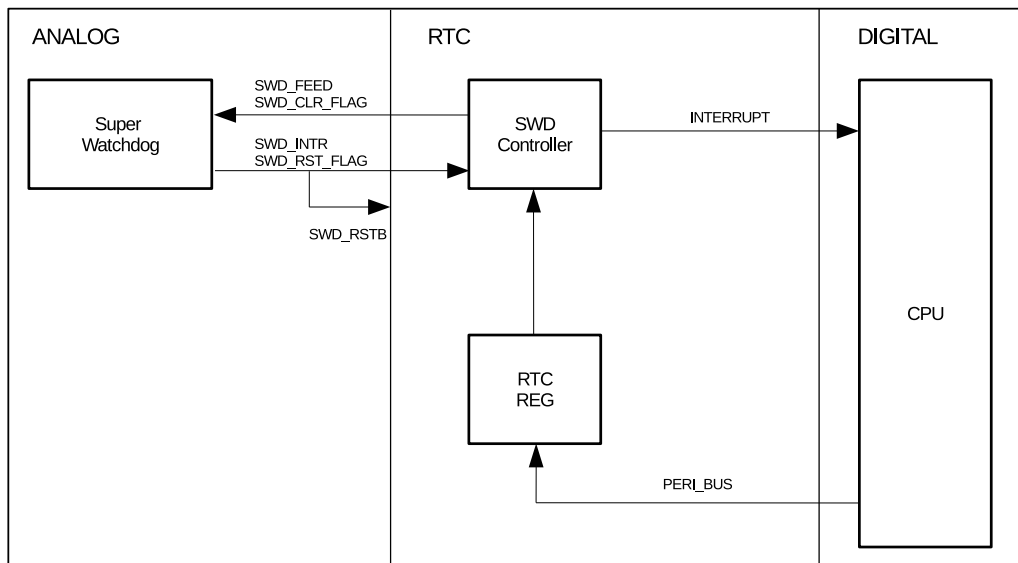 ANALOG
RTC
DIGITAL
Super
Watchdog
SWD_FEED
SWD_CLR_FLAG
SWD_INTR
SWD_RST_FLAG
SWD_RSTB
SWD
Controller
INTERRUPT
CPU
RTC
REG
PERI_BUS